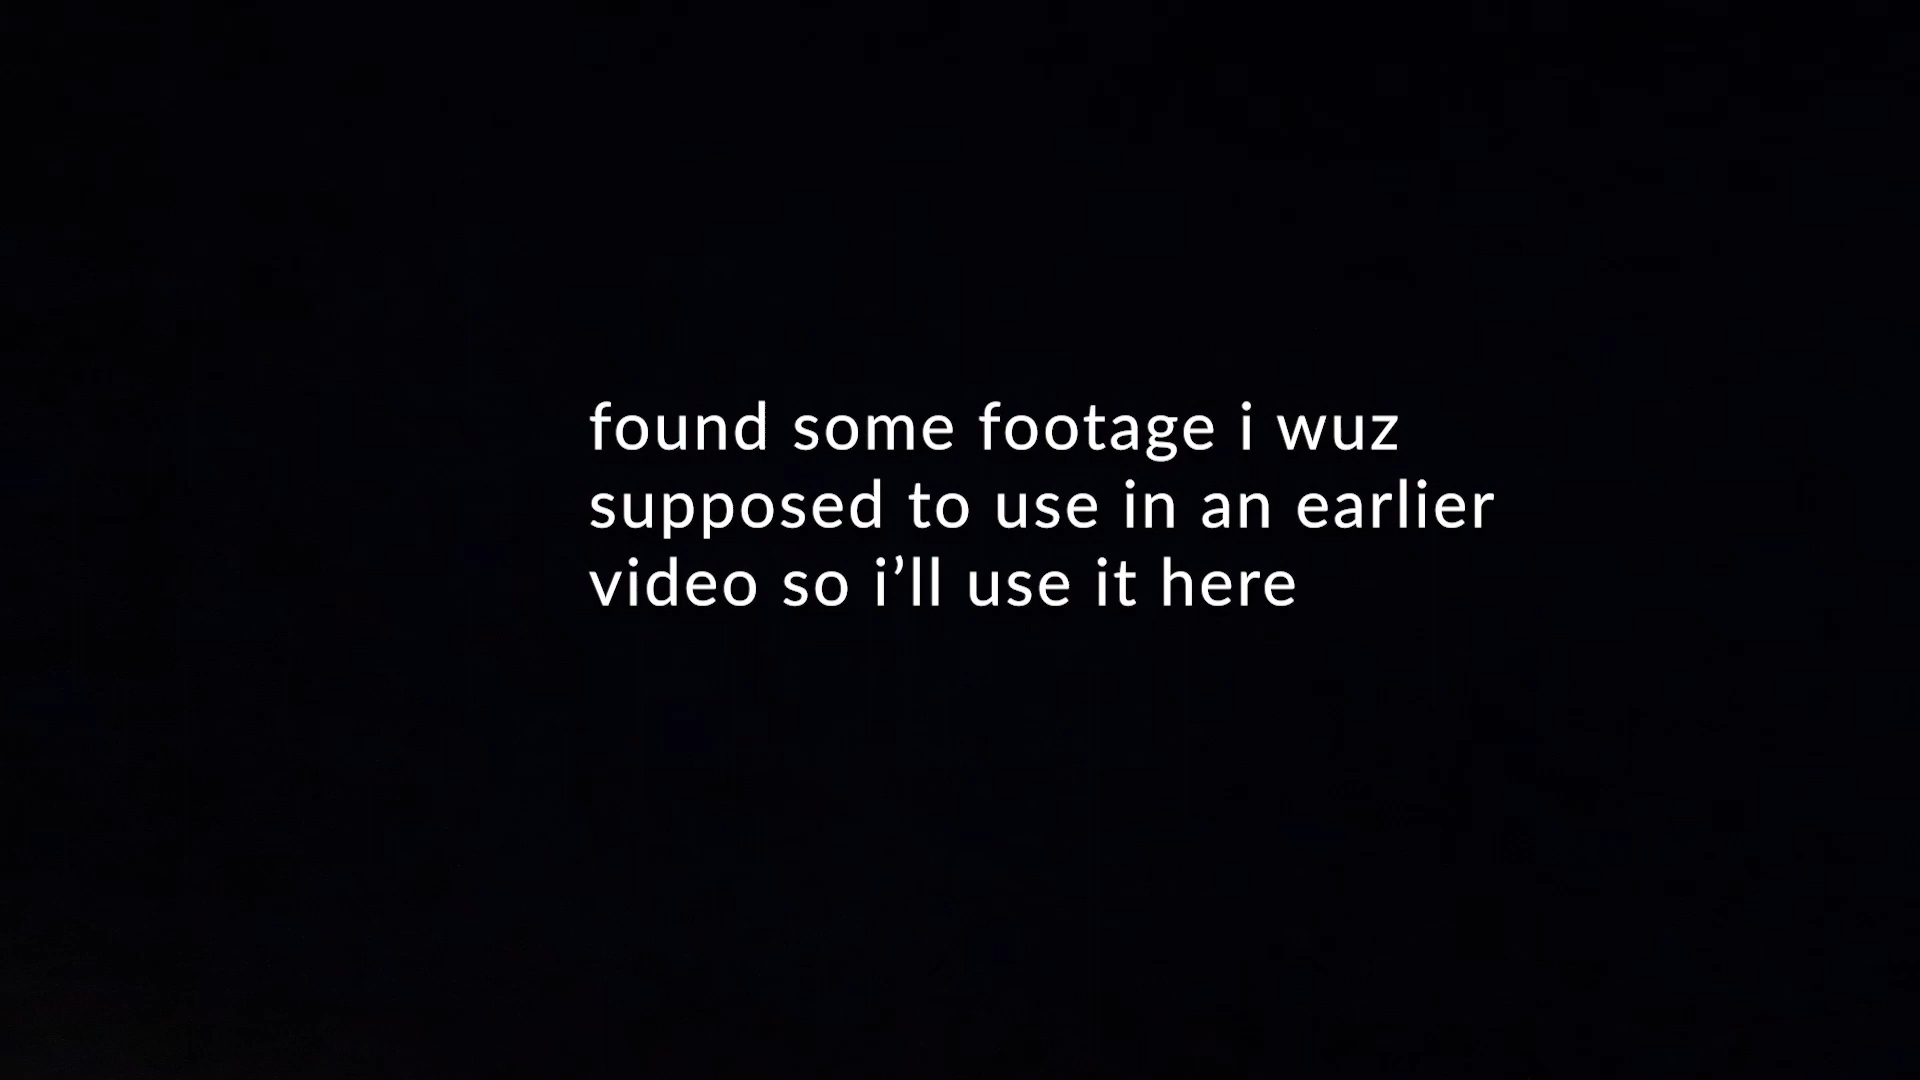 found some footage i wuz
supposed to use in an earlier
video so i’ll use it here